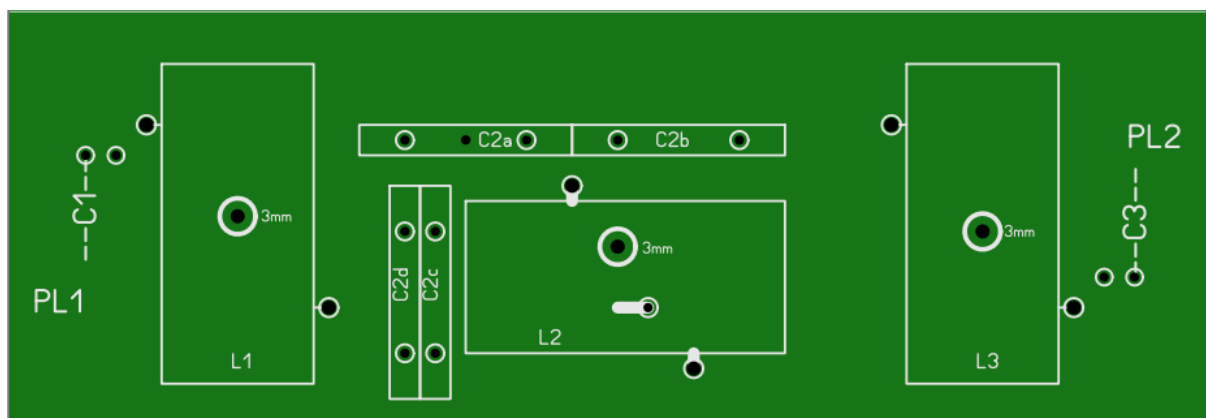 PL1
--C1--
L1
3mm
C2a
C2b
C2d
C2c
3mm
L2
3mm
L3
PL2
--C3--